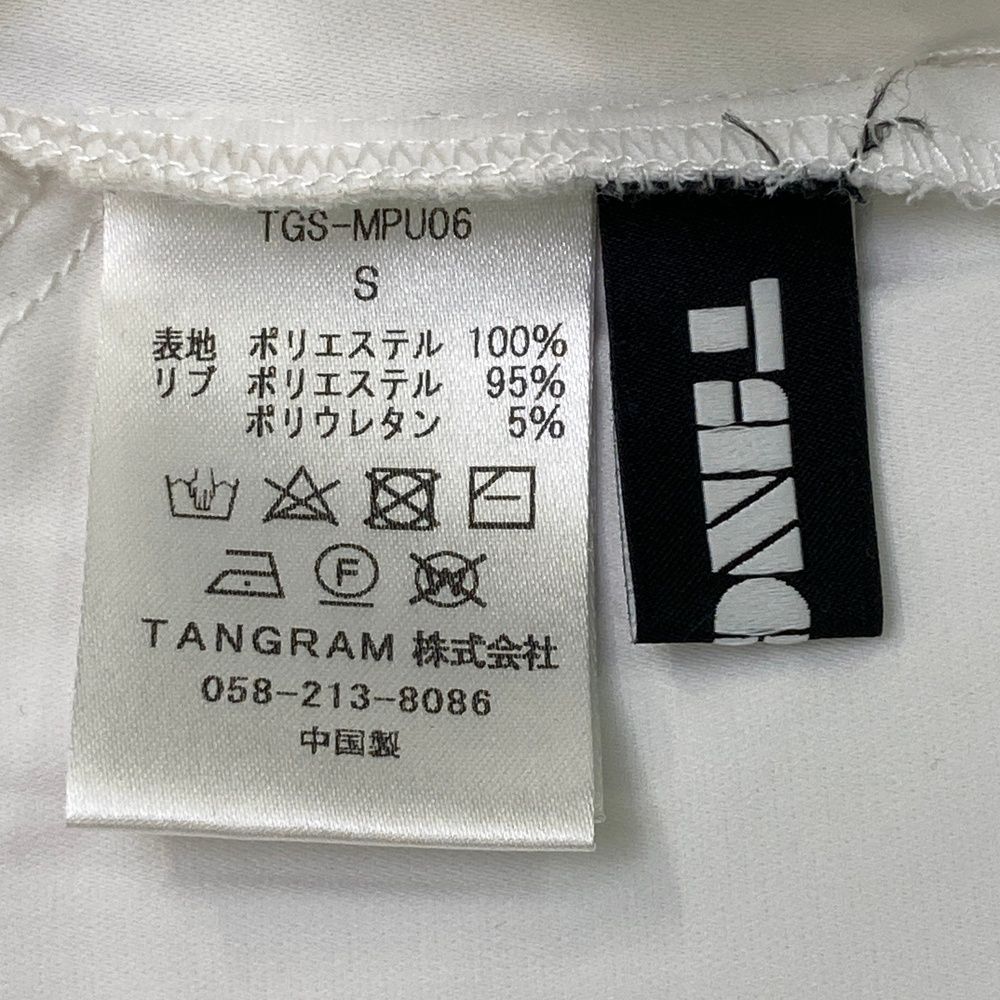 TGS-MPU06
S
表地 ポリエステル 100%
リブ ポリエステル 95%
ポリウレタン 5%
F
W
TANGRAM 株式会社
058-213-8086
中国製